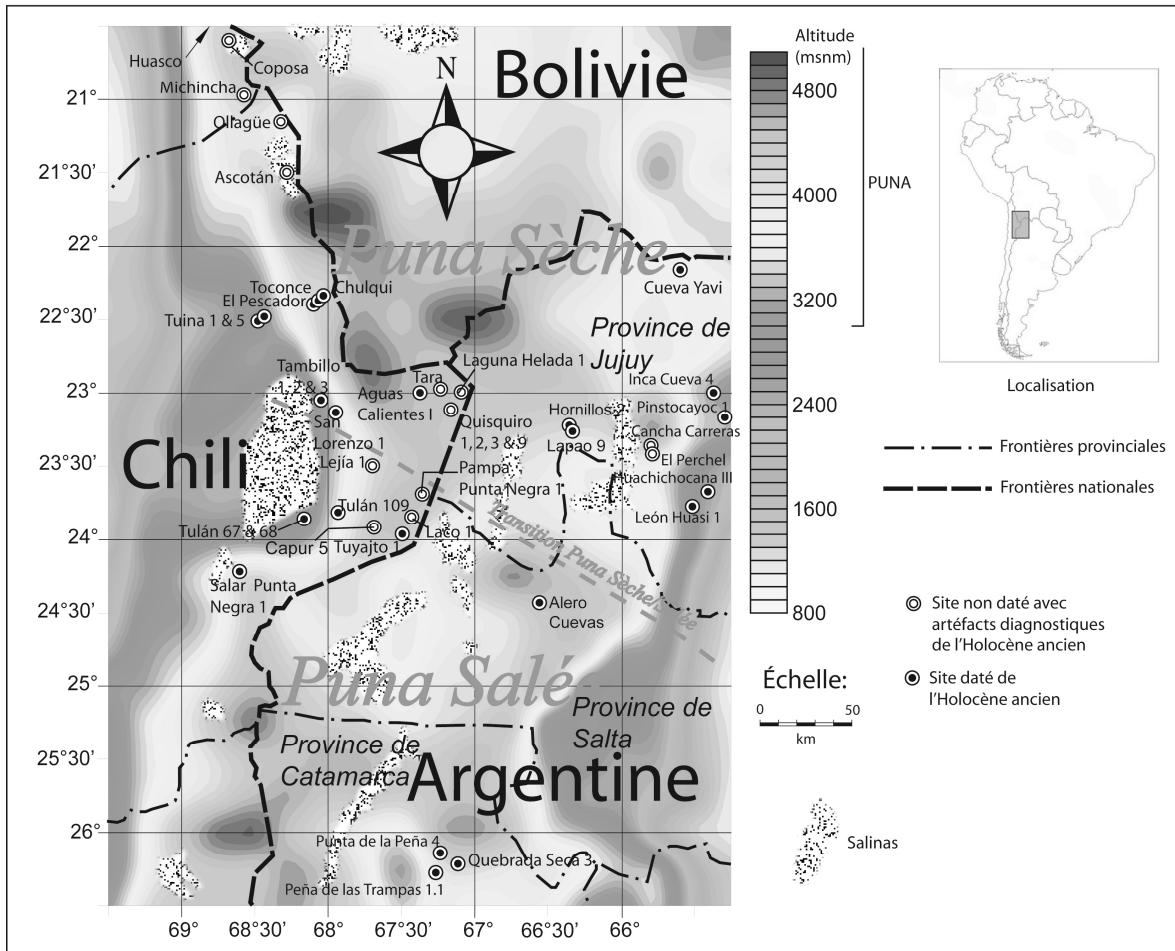 Huasco
Coposa
Michincha
Ollagüe
Ascotán
Bolivie
N
Puna Sèche
Toconce
Chulqui
El Pescador
Tuina 1 & 5
Cueva Yavi
Province de
Jujuy
Laguna Helada 1
Tambillo
1, 2 & 3
Tara
Aguas
Calientes I
San
Lorenzo 1
Quisquiro
1, 2, 3 & 9
Inca Cueva 4
Hornillos 2
Pinstocayoc 1
Cancha Carreras
Lapao 9
El Perchel
Huachichocana III
León Huasi 1
Chili
Lejía 1
Pampa
Punta Negra 1
Tulán 109
Tulán 67 & 68
Capur 5
Tuyajto 1
Laco 1
Transition Puna Sèche/Salée
Salar Punta
Negra 1
Alero
Cuevas
Puna Salé
Province de
Salta
Province de
Catamarca
Argentine
Punta de la Peña 4
Quebrada Seca 3
Peña de las Trampas 1.1
21°
21°30’
22°
22°30’
23°
23°30’
24°
24°30’
25°
25°30’
26°
69°
68°30’
68°
67°30’
67°
66°30’
66°
Altitude
(msnm)
4800
4000
3200
2400
1600
800
PUNA
Localisation
Frontières provinciales
Frontières nationales
Site non daté avec
artéfacts diagnostiques
de l’Holocène ancien
Site daté de
l’Holocène ancien
Échelle:
0 50
km
Salinas